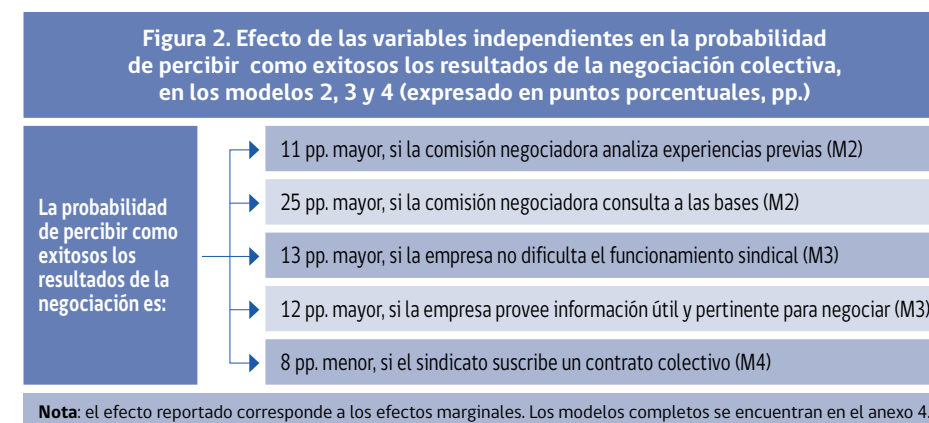 Figura 2. Efecto de las variables independientes en la probabilidad
de percibir como exitosos los resultados de la negociación colectiva,
en los modelos 2, 3 y 4 (expresado en puntos porcentuales, pp.)
La probabilidad
de percibir como
exitosos los
resultados de la
negociación es:
11 pp. mayor, si la comisión negociadora analiza experiencias previas (M2)
25 pp. mayor, si la comisión negociadora consulta a las bases (M2)
13 pp. mayor, si la empresa no dificulta el funcionamiento sindical (M3)
12 pp. mayor, si la empresa provee información útil y pertinente para negociar (M3)
8 pp. menor, si el sindicato suscribe un contrato colectivo (M4)
Nota: el efecto reportado corresponde a los efectos marginales. Los modelos completos se encuentran en el anexo 4.